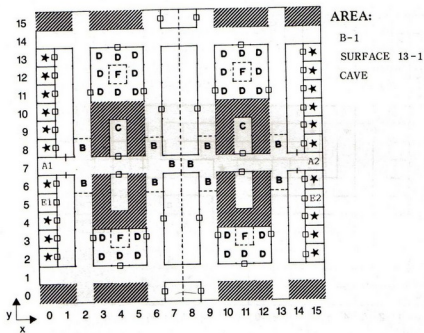 AREA:
B-1
SURFACE 13-1
CAVE
15
14
13 ★ D D D D D D ★
12 ★ D F D D F D ★
11 ★ D D D D D D ★
10 ★ ★
9 ★ C C ★
8 ★ B B B B ★
7 A1 B B A2
6 ★ B B B B ★
5 E1 E2
4 ★ ★
3 ★ D F D D F D ★
2 ★ D D D D D D ★
1
0
y
x
0 1 2 3 4 5 6 7 8 9 10 11 12 13 14 15